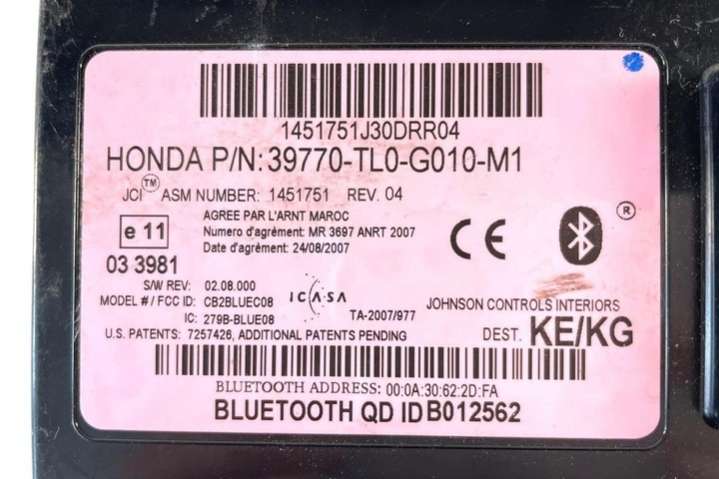 1451751J30DRR04
HONDA P/N: 39770-TL0-G010-M1
JCI™ ASM NUMBER: 1451751 REV. 04
e 11
AGREE PAR L'ARNT MAROC
Numero d'agrément: MR 3697 ANRT 2007
Date d'agrèment: 24/08/2007
CE
®
03 3981
S/W REV: 02.08.000
MODEL # / FCC ID: CB2BLUEC08
IC: 279B-BLUE08
ICASA
TA-2007/977
JOHNSON CONTROLS INTERIORS
U.S. PATENTS: 7257426, ADDITIONAL PATENTS PENDING
DEST. KE/KG
BLUETOOTH ADDRESS: 00:0A:30:62:2D:FA
BLUETOOTH QD ID B012562